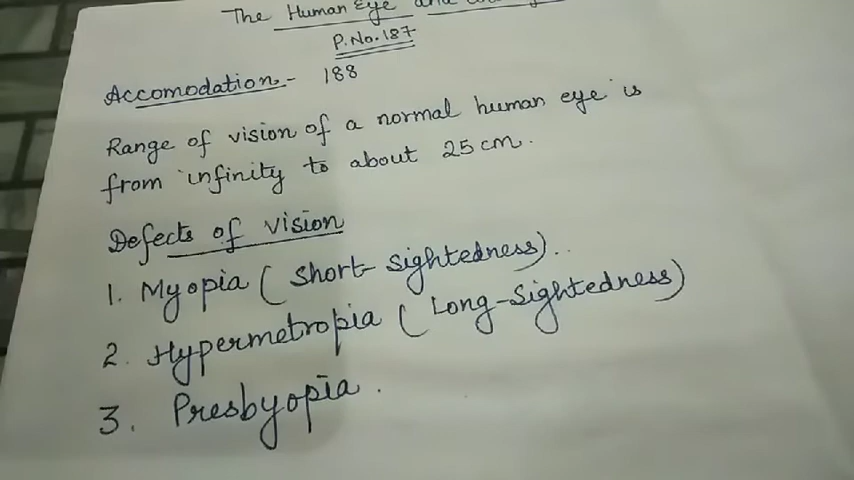 The Human Eye and
P.No.187
Accomodation - 188
Range of vision of a normal human eye is
from infinity to about 25 cm.
Defects of vision
1. Myopia ( Short-sightedness)..
2. Hypermetropia ( Long-sightedness)
3. Presbyopia.